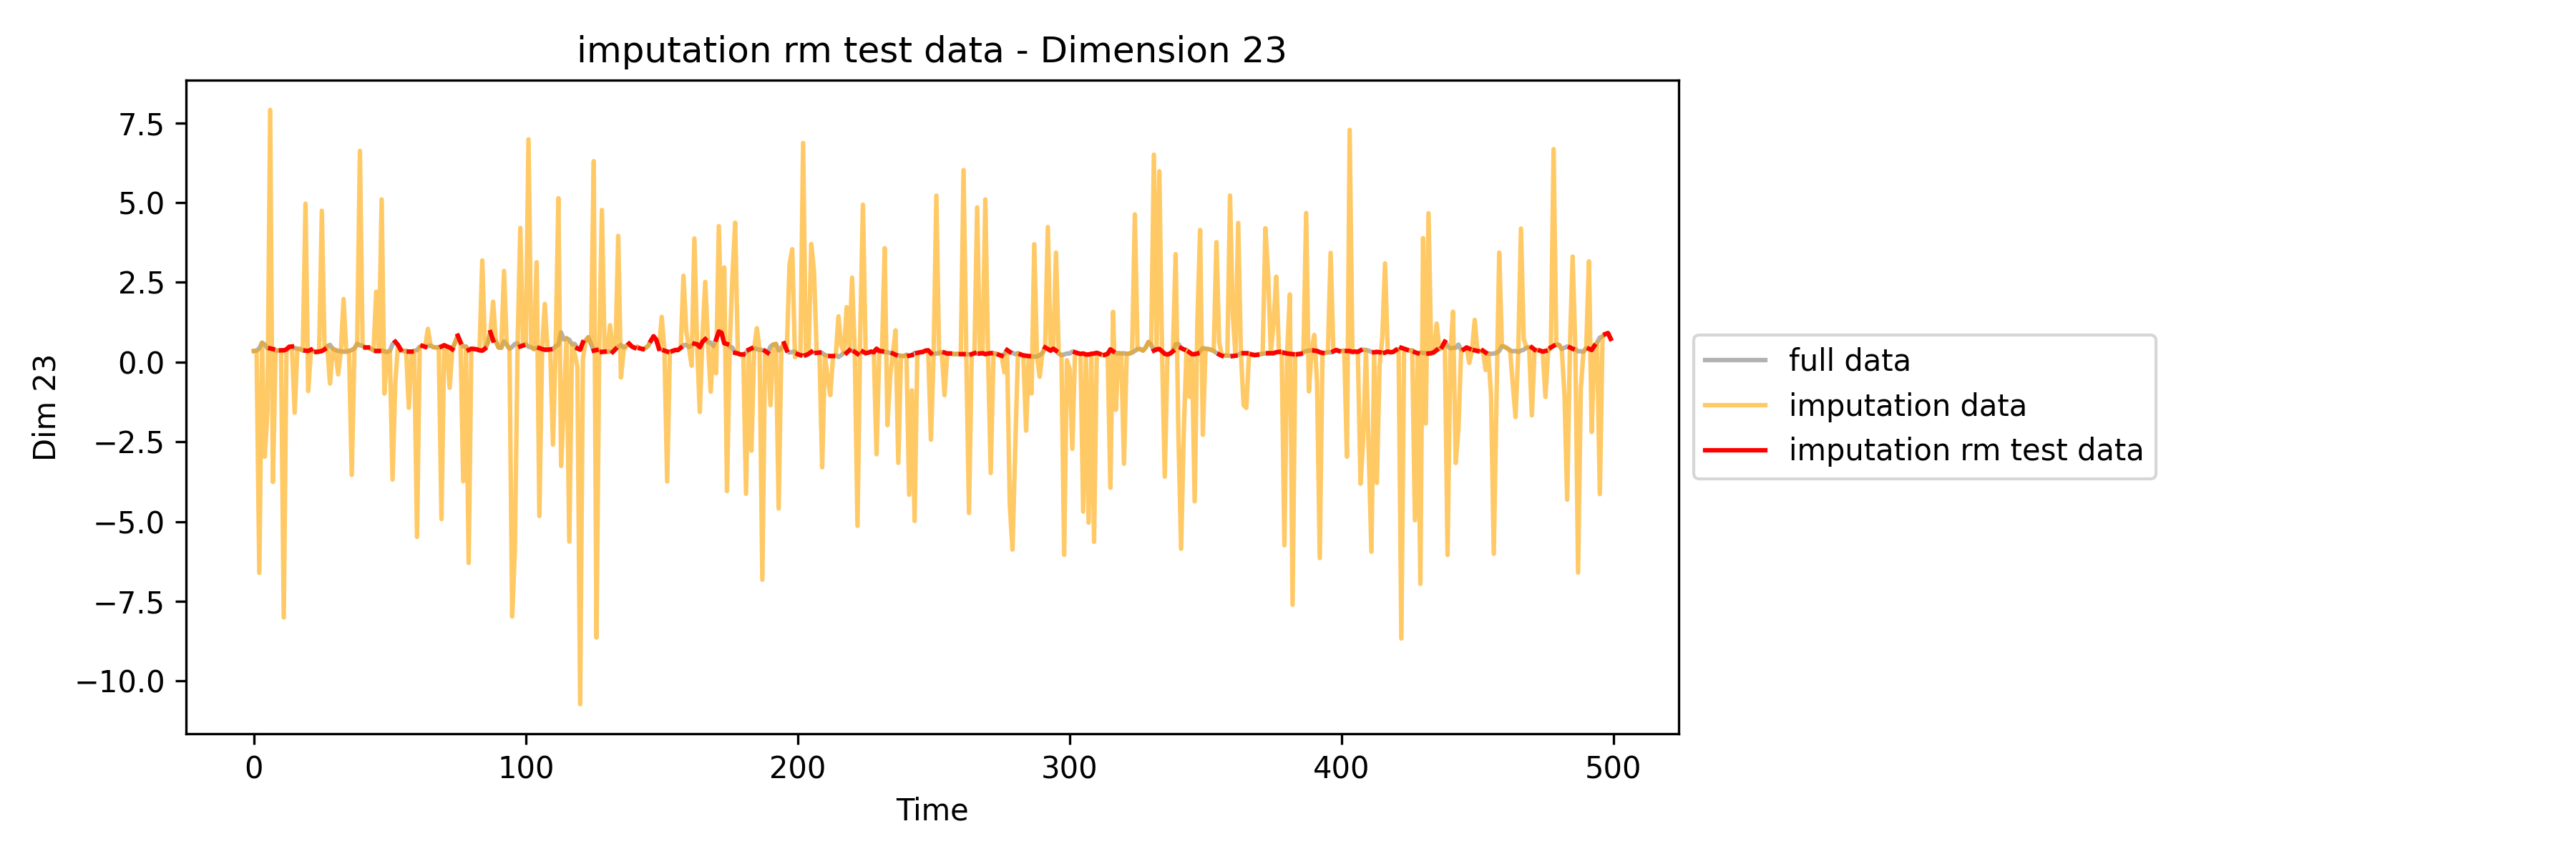 imputation rm test data - Dimension 23
7.5
5.0
2.5
0.0
−2.5
−5.0
−7.5
−10.0
Dim 23
0 100 200 300 400 500
Time
full data
imputation data
imputation rm test data